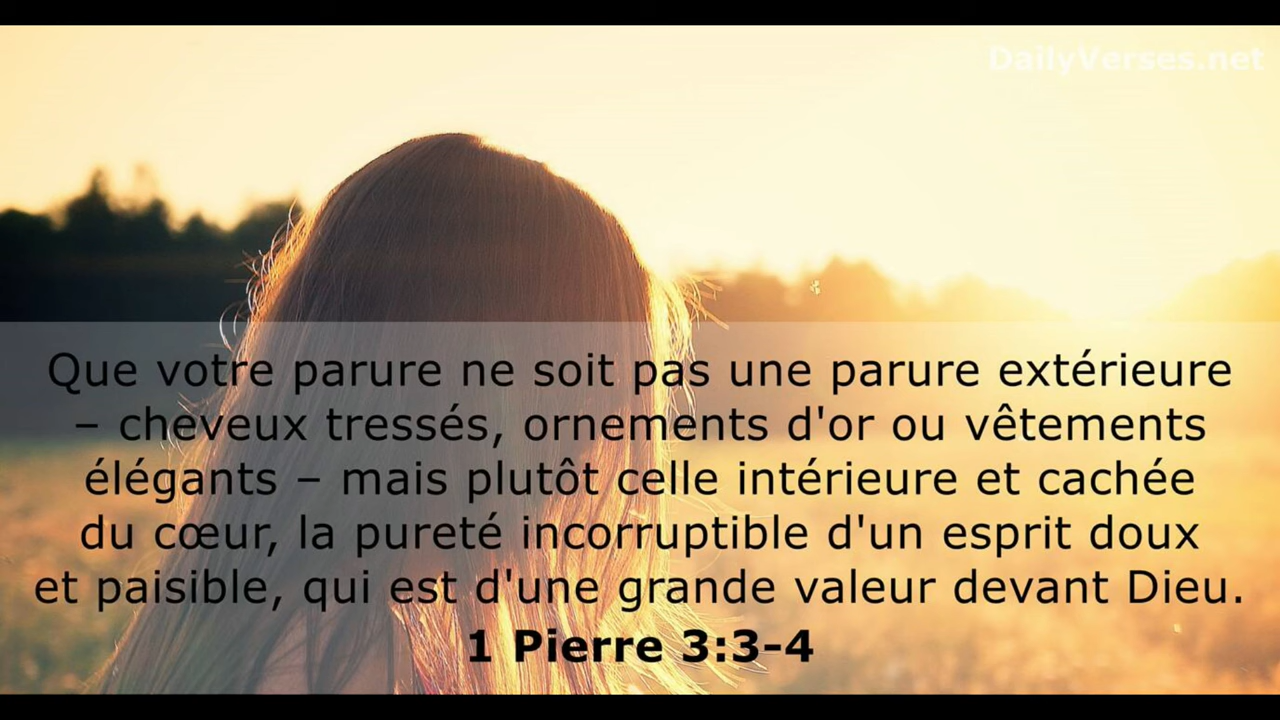 DailyVerses.net
Que votre parure ne soit pas une parure extérieure
– cheveux tressés, ornements d'or ou vêtements
élégants – mais plutôt celle intérieure et cachée
du cœur, la pureté incorruptible d'un esprit doux
et paisible, qui est d'une grande valeur devant Dieu.
1 Pierre 3:3-4